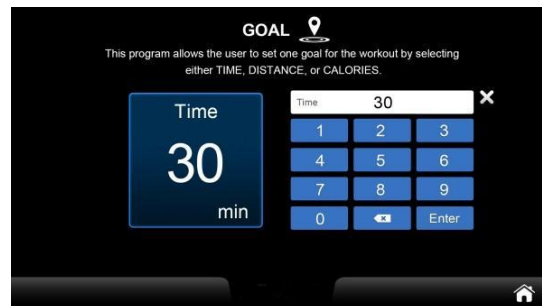 GOAL
This program allows the user to set one goal for the workout by selecting
either TIME, DISTANCE, or CALORIES.
Time
30
min
Time 30
1 2 3
4 5 6
7 8 9
0 Enter